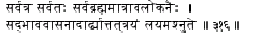 सर्वत्र सर्वतः सर्वब्रह्ममात्रावलोकनैः ।
सद्भाववासनादार्ढ्यात्तत्त्रयं लयमश्नुते ॥ ३१६ ॥